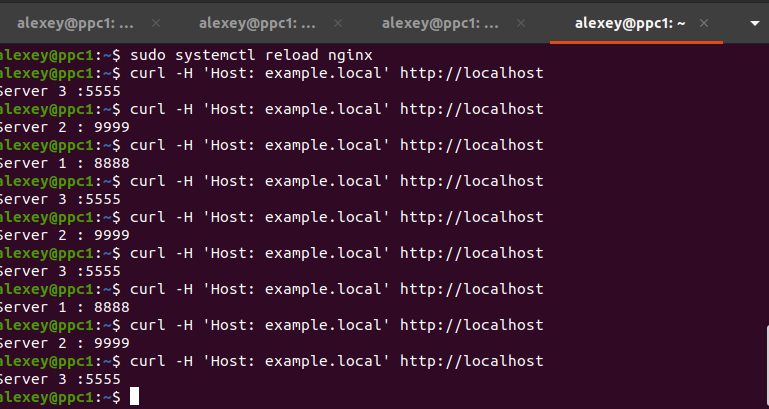 alexey@ppc1: ... × alexey@ppc1: ... × alexey@ppc1: ... × alexey@ppc1: ~ ×
alexey@ppc1:~$ sudo systemctl reload nginx
alexey@ppc1:~$ curl -H 'Host: example.local' http://localhost
Server 3 :5555
alexey@ppc1:~$ curl -H 'Host: example.local' http://localhost
Server 2 : 9999
alexey@ppc1:~$ curl -H 'Host: example.local' http://localhost
Server 1 : 8888
alexey@ppc1:~$ curl -H 'Host: example.local' http://localhost
Server 3 :5555
alexey@ppc1:~$ curl -H 'Host: example.local' http://localhost
Server 2 : 9999
alexey@ppc1:~$ curl -H 'Host: example.local' http://localhost
Server 3 :5555
alexey@ppc1:~$ curl -H 'Host: example.local' http://localhost
Server 1 : 8888
alexey@ppc1:~$ curl -H 'Host: example.local' http://localhost
Server 2 : 9999
alexey@ppc1:~$ curl -H 'Host: example.local' http://localhost
Server 3 :5555
alexey@ppc1:~$